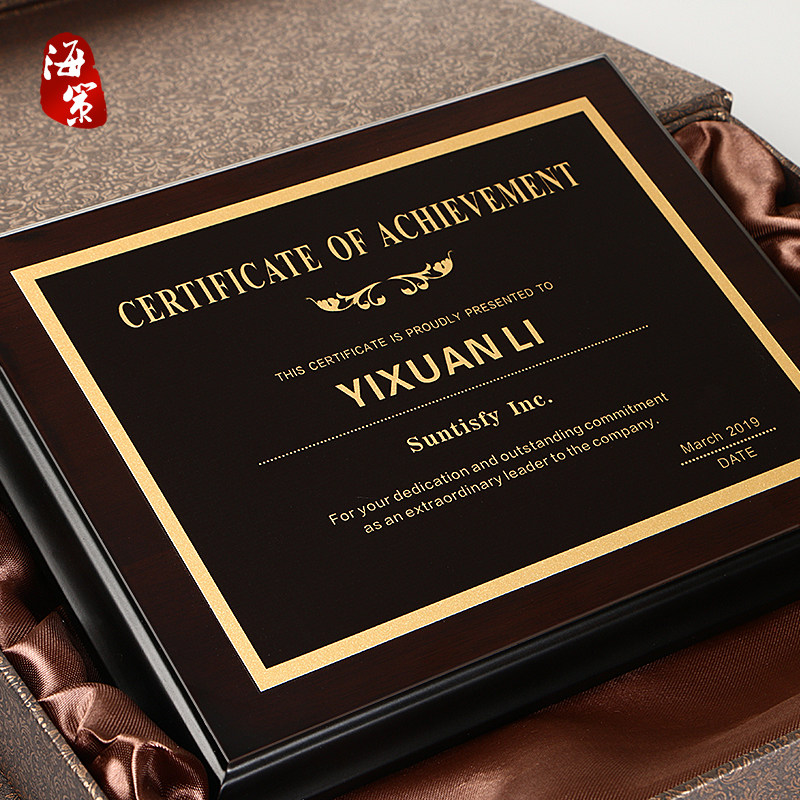 海
策
CERTIFICATE OF ACHIEVEMENT
THIS CERTIFICATE IS PROUDLY PRESENTED TO
YIXUAN LI
Suntisfy Inc.
For your dedication and outstanding commitment
as an extraordinary leader to the company.
March 2019
DATE